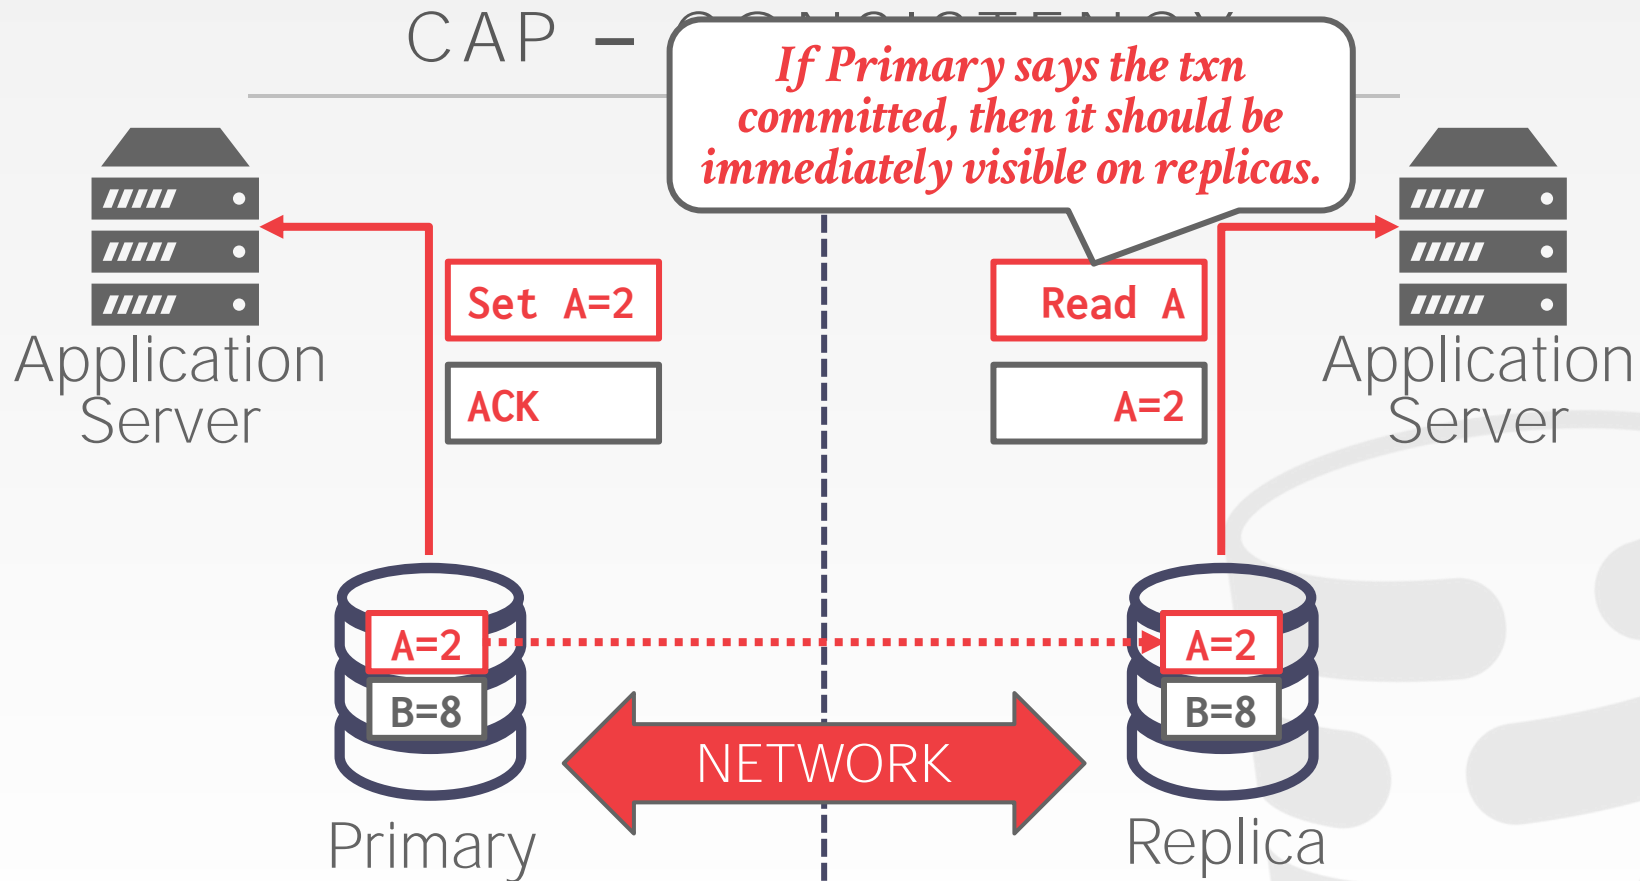 CAP – CONSISTENCY
If Primary says the txn
committed, then it should be
immediately visible on replicas.
Set A=2
ACK
Read A
A=2
Application
Server
Application
Server
A=2
B=8
A=2
B=8
NETWORK
Primary
Replica